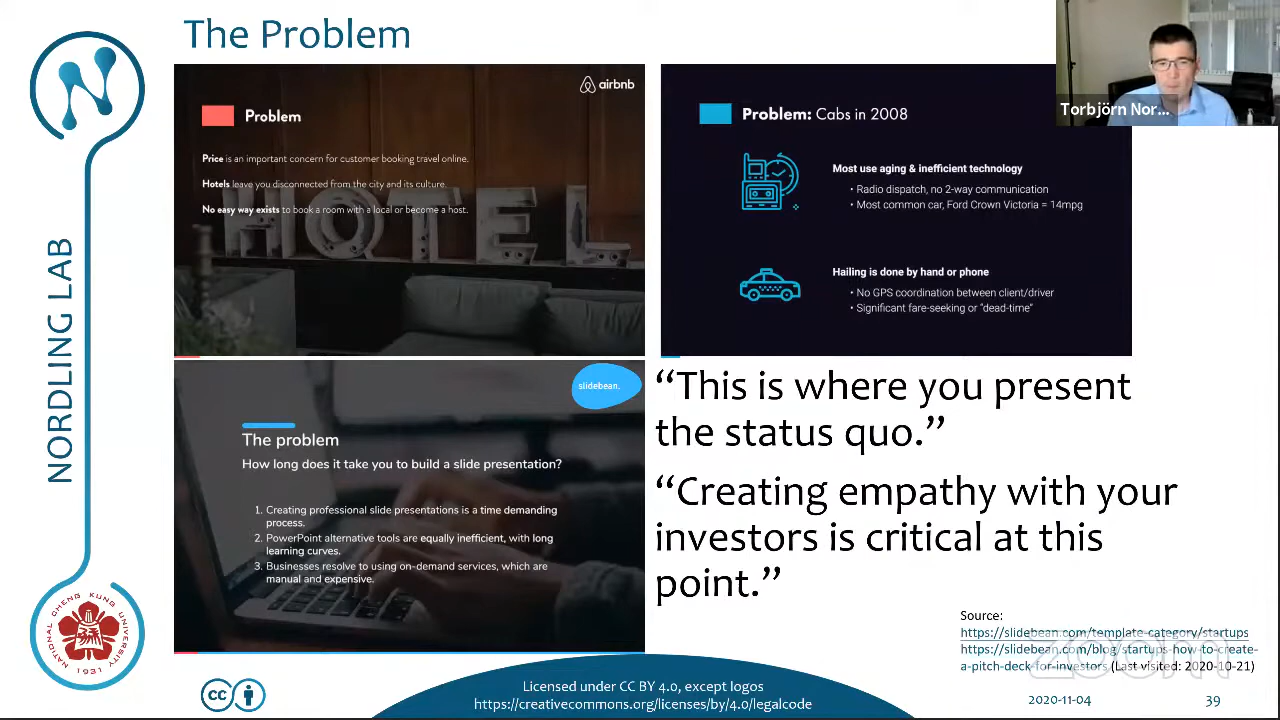 The Problem
airbnb
Problem
Price is an important concern for customer booking travel online.
Hotels leave you disconnected from the city and its culture.
No easy way exists to book a room with a local or become a host.
HOTEL
Problem: Cabs in 2008
Most use aging & inefficient technology
• Radio dispatch, no 2-way communication
• Most common car, Ford Crown Victoria = 14mpg
Hailing is done by hand or phone
• No GPS coordination between client/driver
• Significant fare-seeking or “dead-time”
Torbjörn Nor...
NORDLING LAB
slidebean.
The problem
How long does it take you to build a slide presentation?
1. Creating professional slide presentations is a time demanding
process.
2. PowerPoint alternative tools are equally inefficient, with long
learning curves.
3. Businesses resolve to using on-demand services, which are
manual and expensive.
“This is where you present
the status quo.”
“Creating empathy with your
investors is critical at this
point.”
Source:
https://slidebean.com/template-category/startups
https://slidebean.com/blog/startups-how-to-create-
a-pitch-deck-for-investors (Last visited: 2020-10-21)
zoom
NATIONAL CHENG KUNG UNIVERSITY
1931
cc
Licensed under CC BY 4.0, except logos
https://creativecommons.org/licenses/by/4.0/legalcode
2020-11-04
39